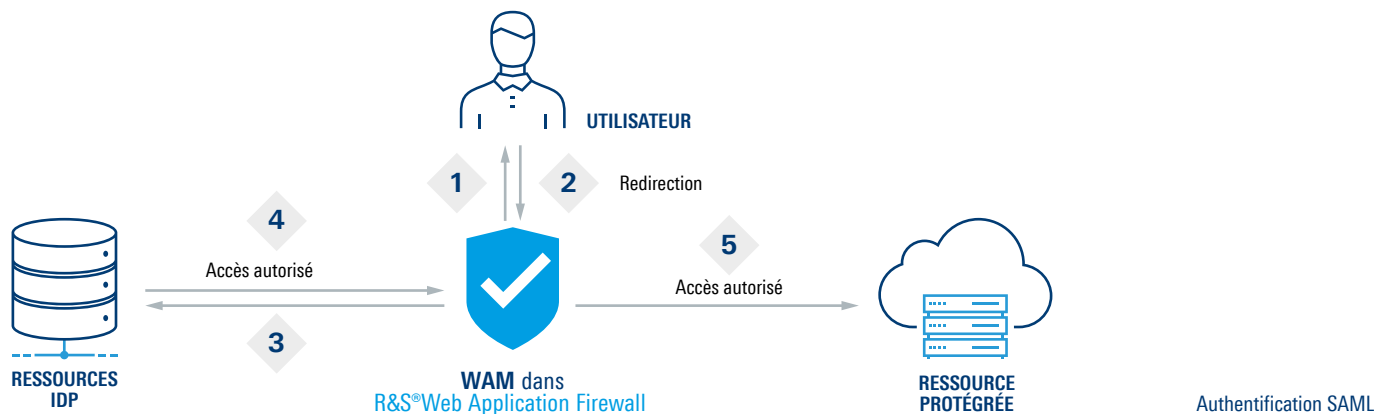 UTILISATEUR
1
2
Redirection
4
Accès autorisé
5
Accès autorisé
3
RESSOURCES
IDP
WAM dans
R&S®Web Application Firewall
RESSOURCE
PROTÉGRÉE
Authentification SAML